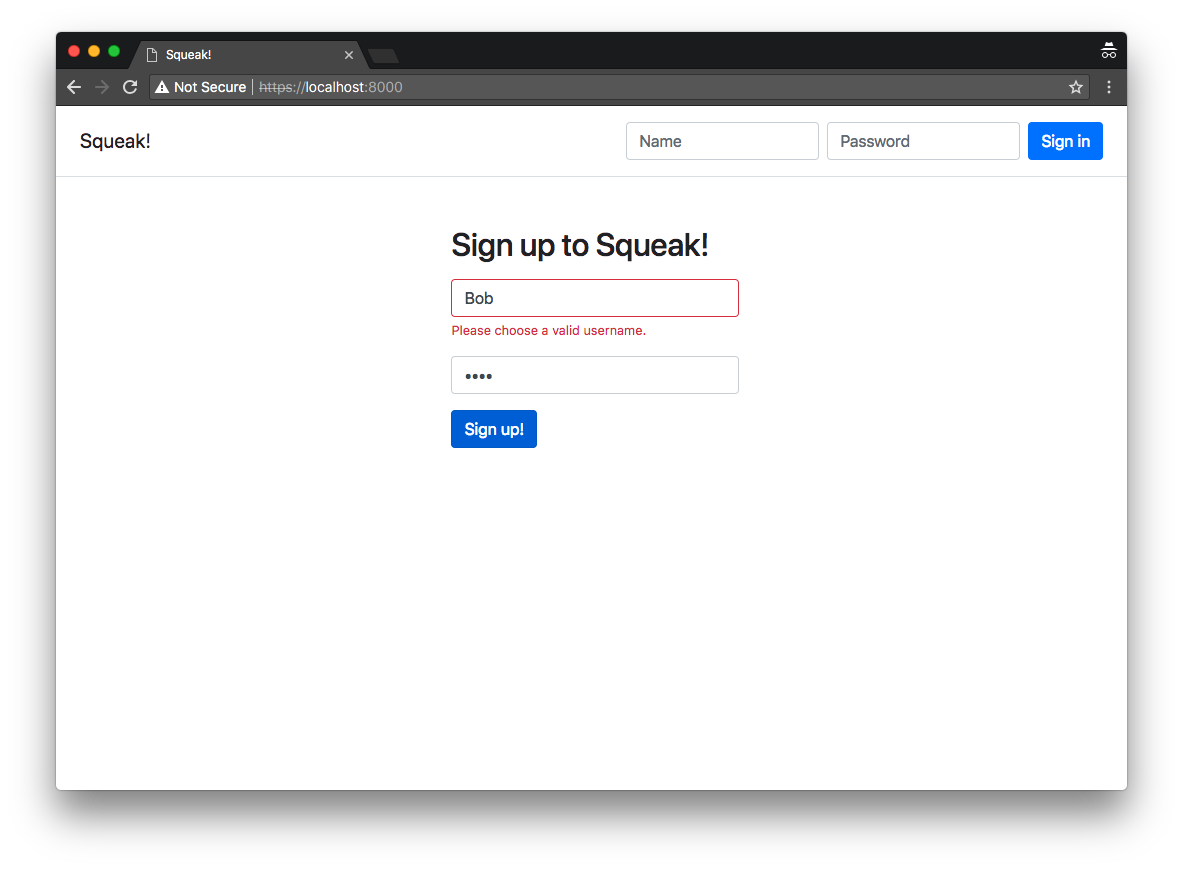 Squeak!
Not Secure | https://localhost:8000
Squeak!
Name
Password
Sign in
Sign up to Squeak!
Bob
Please choose a valid username.
••••
Sign up!